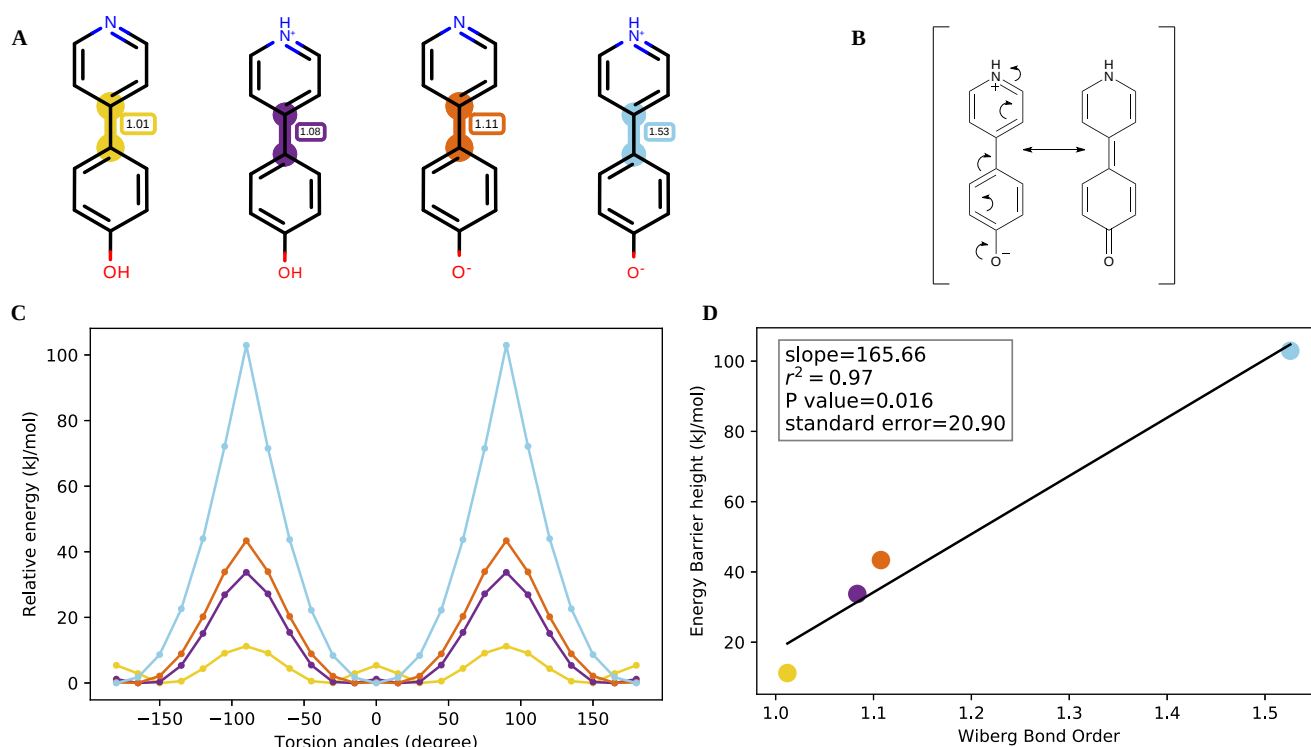 A
N
H
N+
N
H
N+
1.01
1.08
1.11
1.53
OH
OH
O-
O-
B
H
N
+
H
N
O
−
O
C
Relative energy (kJ/mol)
100
80
60
40
20
0
−150
−100
−50
0
50
100
150
Torsion angles (degree)
D
slope=165.66
r² = 0.97
P value=0.016
standard error=20.90
Energy Barrier height (kJ/mol)
100
80
60
40
20
1.0
1.1
1.2
1.3
1.4
1.5
Wiberg Bond Order